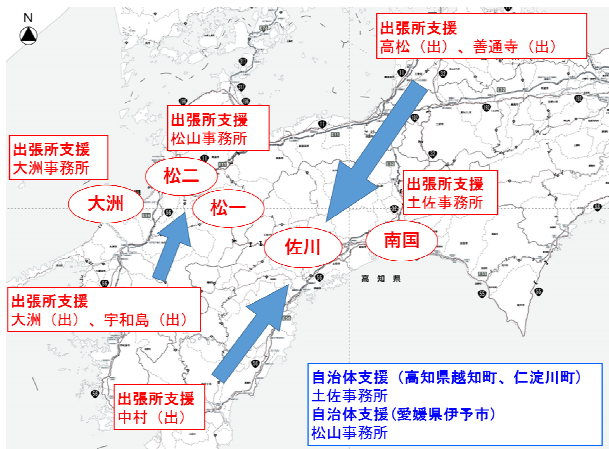 N
出張所支援
高松（出）、善通寺（出）
出張所支援
松山事務所
出張所支援
大洲事務所
松二
大洲
松一
出張所支援
土佐事務所
佐川
南国
高知県
出張所支援
大洲（出）、宇和島（出）
出張所支援
中村（出）
自治体支援（高知県越知町、仁淀川町）
土佐事務所
自治体支援(愛媛県伊予市）
松山事務所